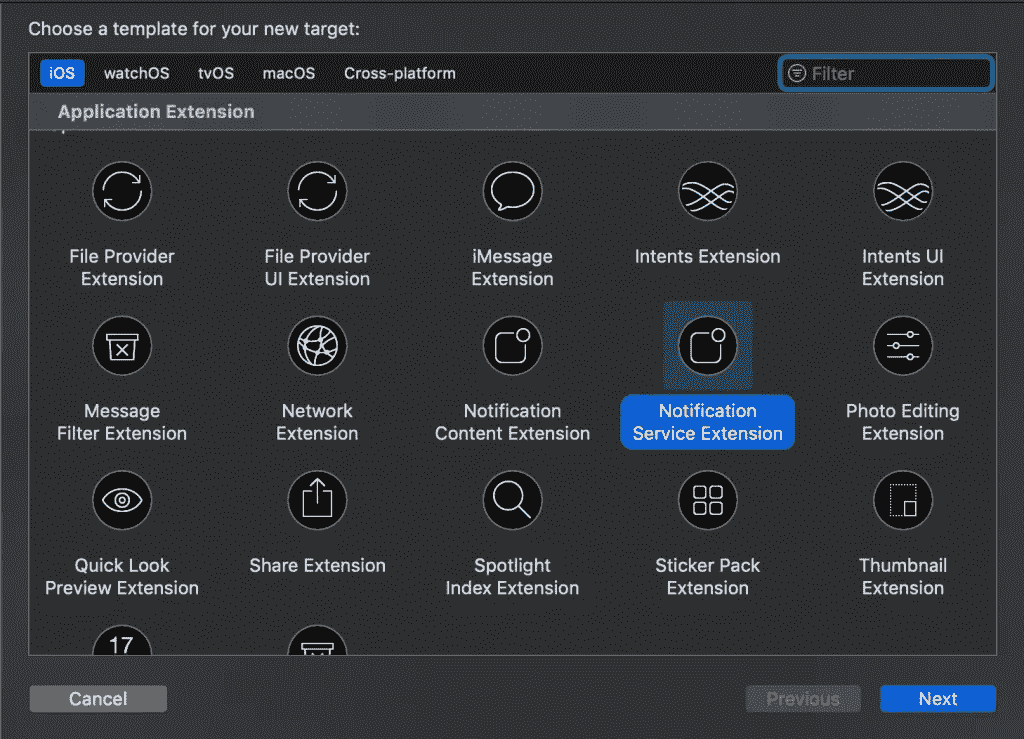 Choose a template for your new target:
iOS watchOS tvOS macOS Cross-platform Filter
Application Extension
File Provider Extension
File Provider UI Extension
iMessage Extension
Intents Extension
Intents UI Extension
Message Filter Extension
Network Extension
Notification Content Extension
Notification Service Extension
Photo Editing Extension
Quick Look Preview Extension
Share Extension
Spotlight Index Extension
Sticker Pack Extension
Thumbnail Extension
17
Cancel Previous Next